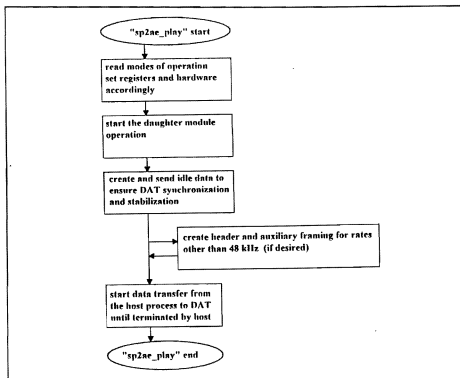 "sp2ae_play" start
read modes of operation
set registers and hardware
accordingly
start the daughter module
operation
create and send idle data to
ensure DAT synchronization
and stabilization
create header and auxiliary framing for rates
other than 48 kHz (if desired)
start data transfer from
the host process to DAT
until terminated by host
"sp2ae_play" end